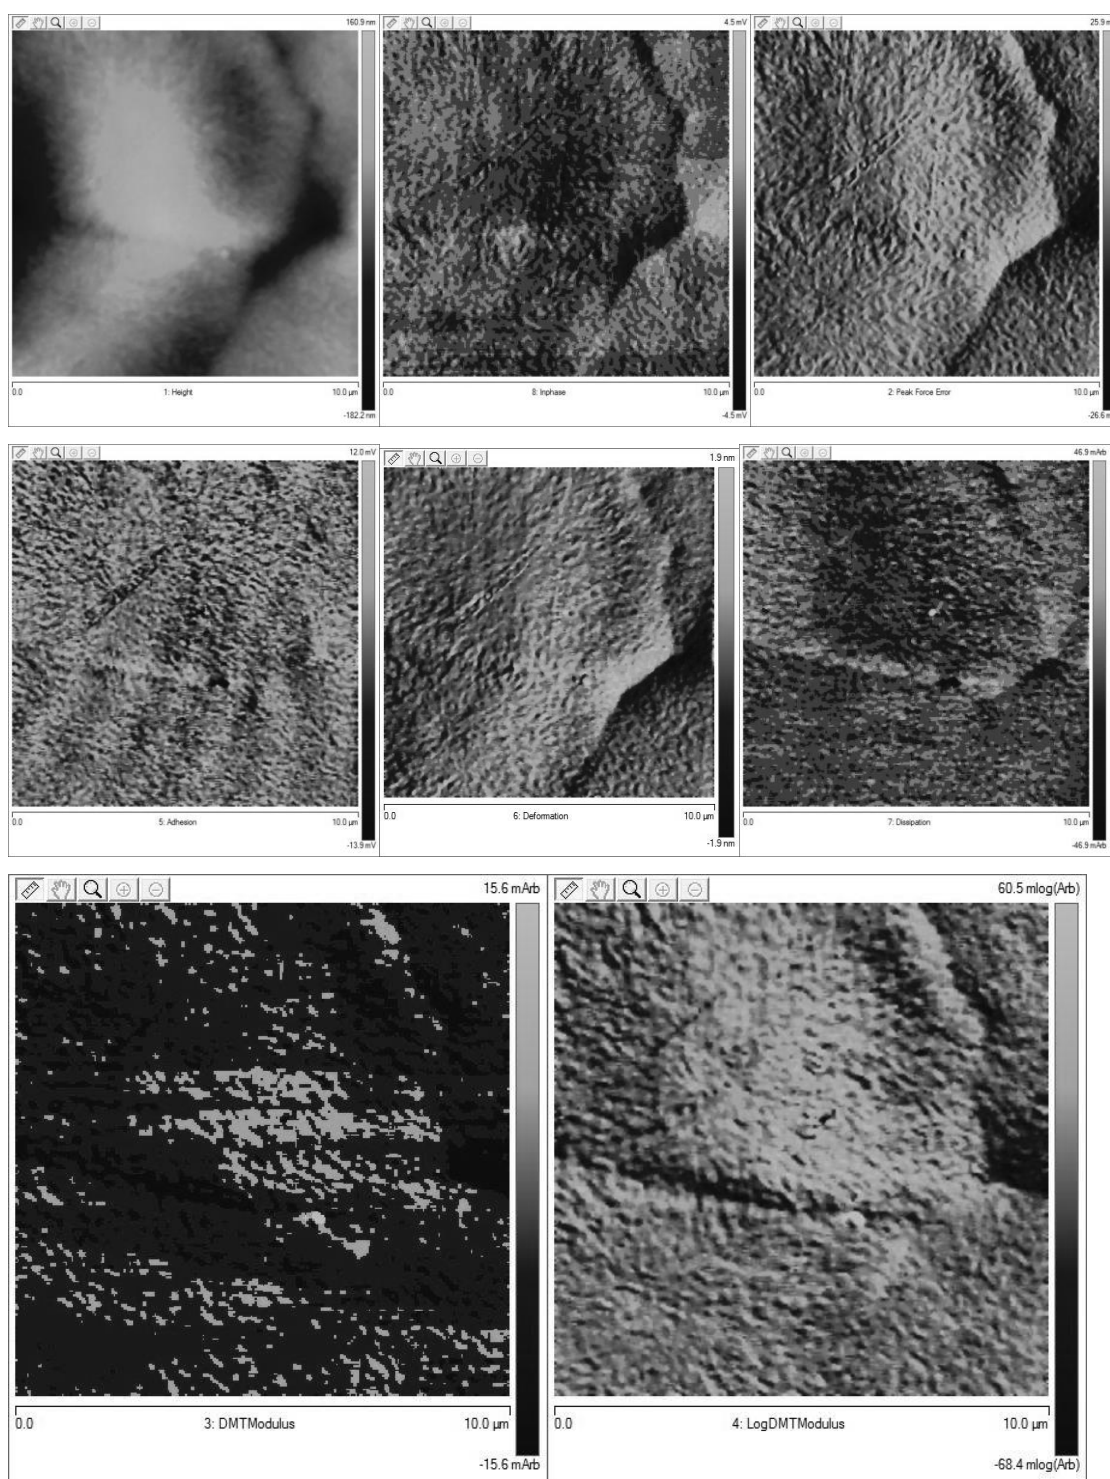 160.9 nm
0.0 1: Height 10.0 µm
-182.2 nm
4.5 mV
0.0 8: Inphase 10.0 µm
-4.5 mV
25.9 m
0.0 2: Peak Force Error 10.0 µm
-26.6 m
12.0 mV
0.0 5: Adhesion 10.0 µm
-13.9 mV
1.9 nm
0.0 6: Deformation 10.0 µm
-1.9 nm
46.9 mArb
0.0 7: Dissipation 10.0 µm
-46.9 mArb
15.6 mArb
0.0 3: DMTModulus 10.0 µm
-15.6 mArb
60.5 mlog(Arb)
0.0 4: LogDMTModulus 10.0 µm
-68.4 mlog(Arb)